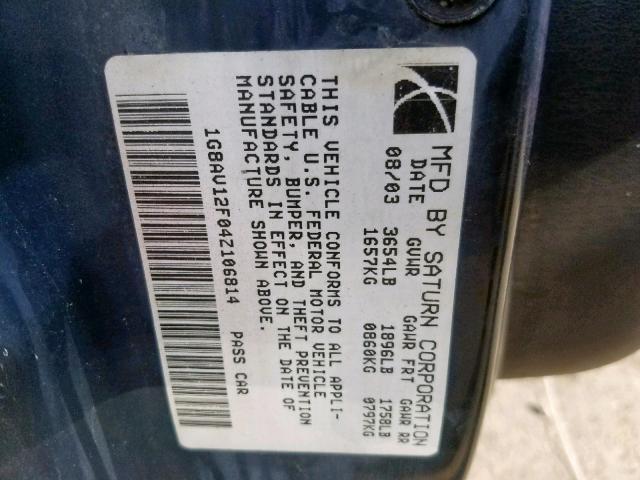 MFD BY SATURN CORPORATION
DATE GVWR GAWR FRT GAWR RR
08/03 3654LB 1896LB 1758LB
1657KG 0860KG 0797KG
THIS VEHICLE CONFORMS TO ALL APPLI-
CABLE U.S. FEDERAL MOTOR VEHICLE
SAFETY, BUMPER, AND THEFT PREVENTION
STANDARDS IN EFFECT ON THE DATE OF
MANUFACTURE SHOWN ABOVE.
1G8AV12F04Z106814 PASS CAR